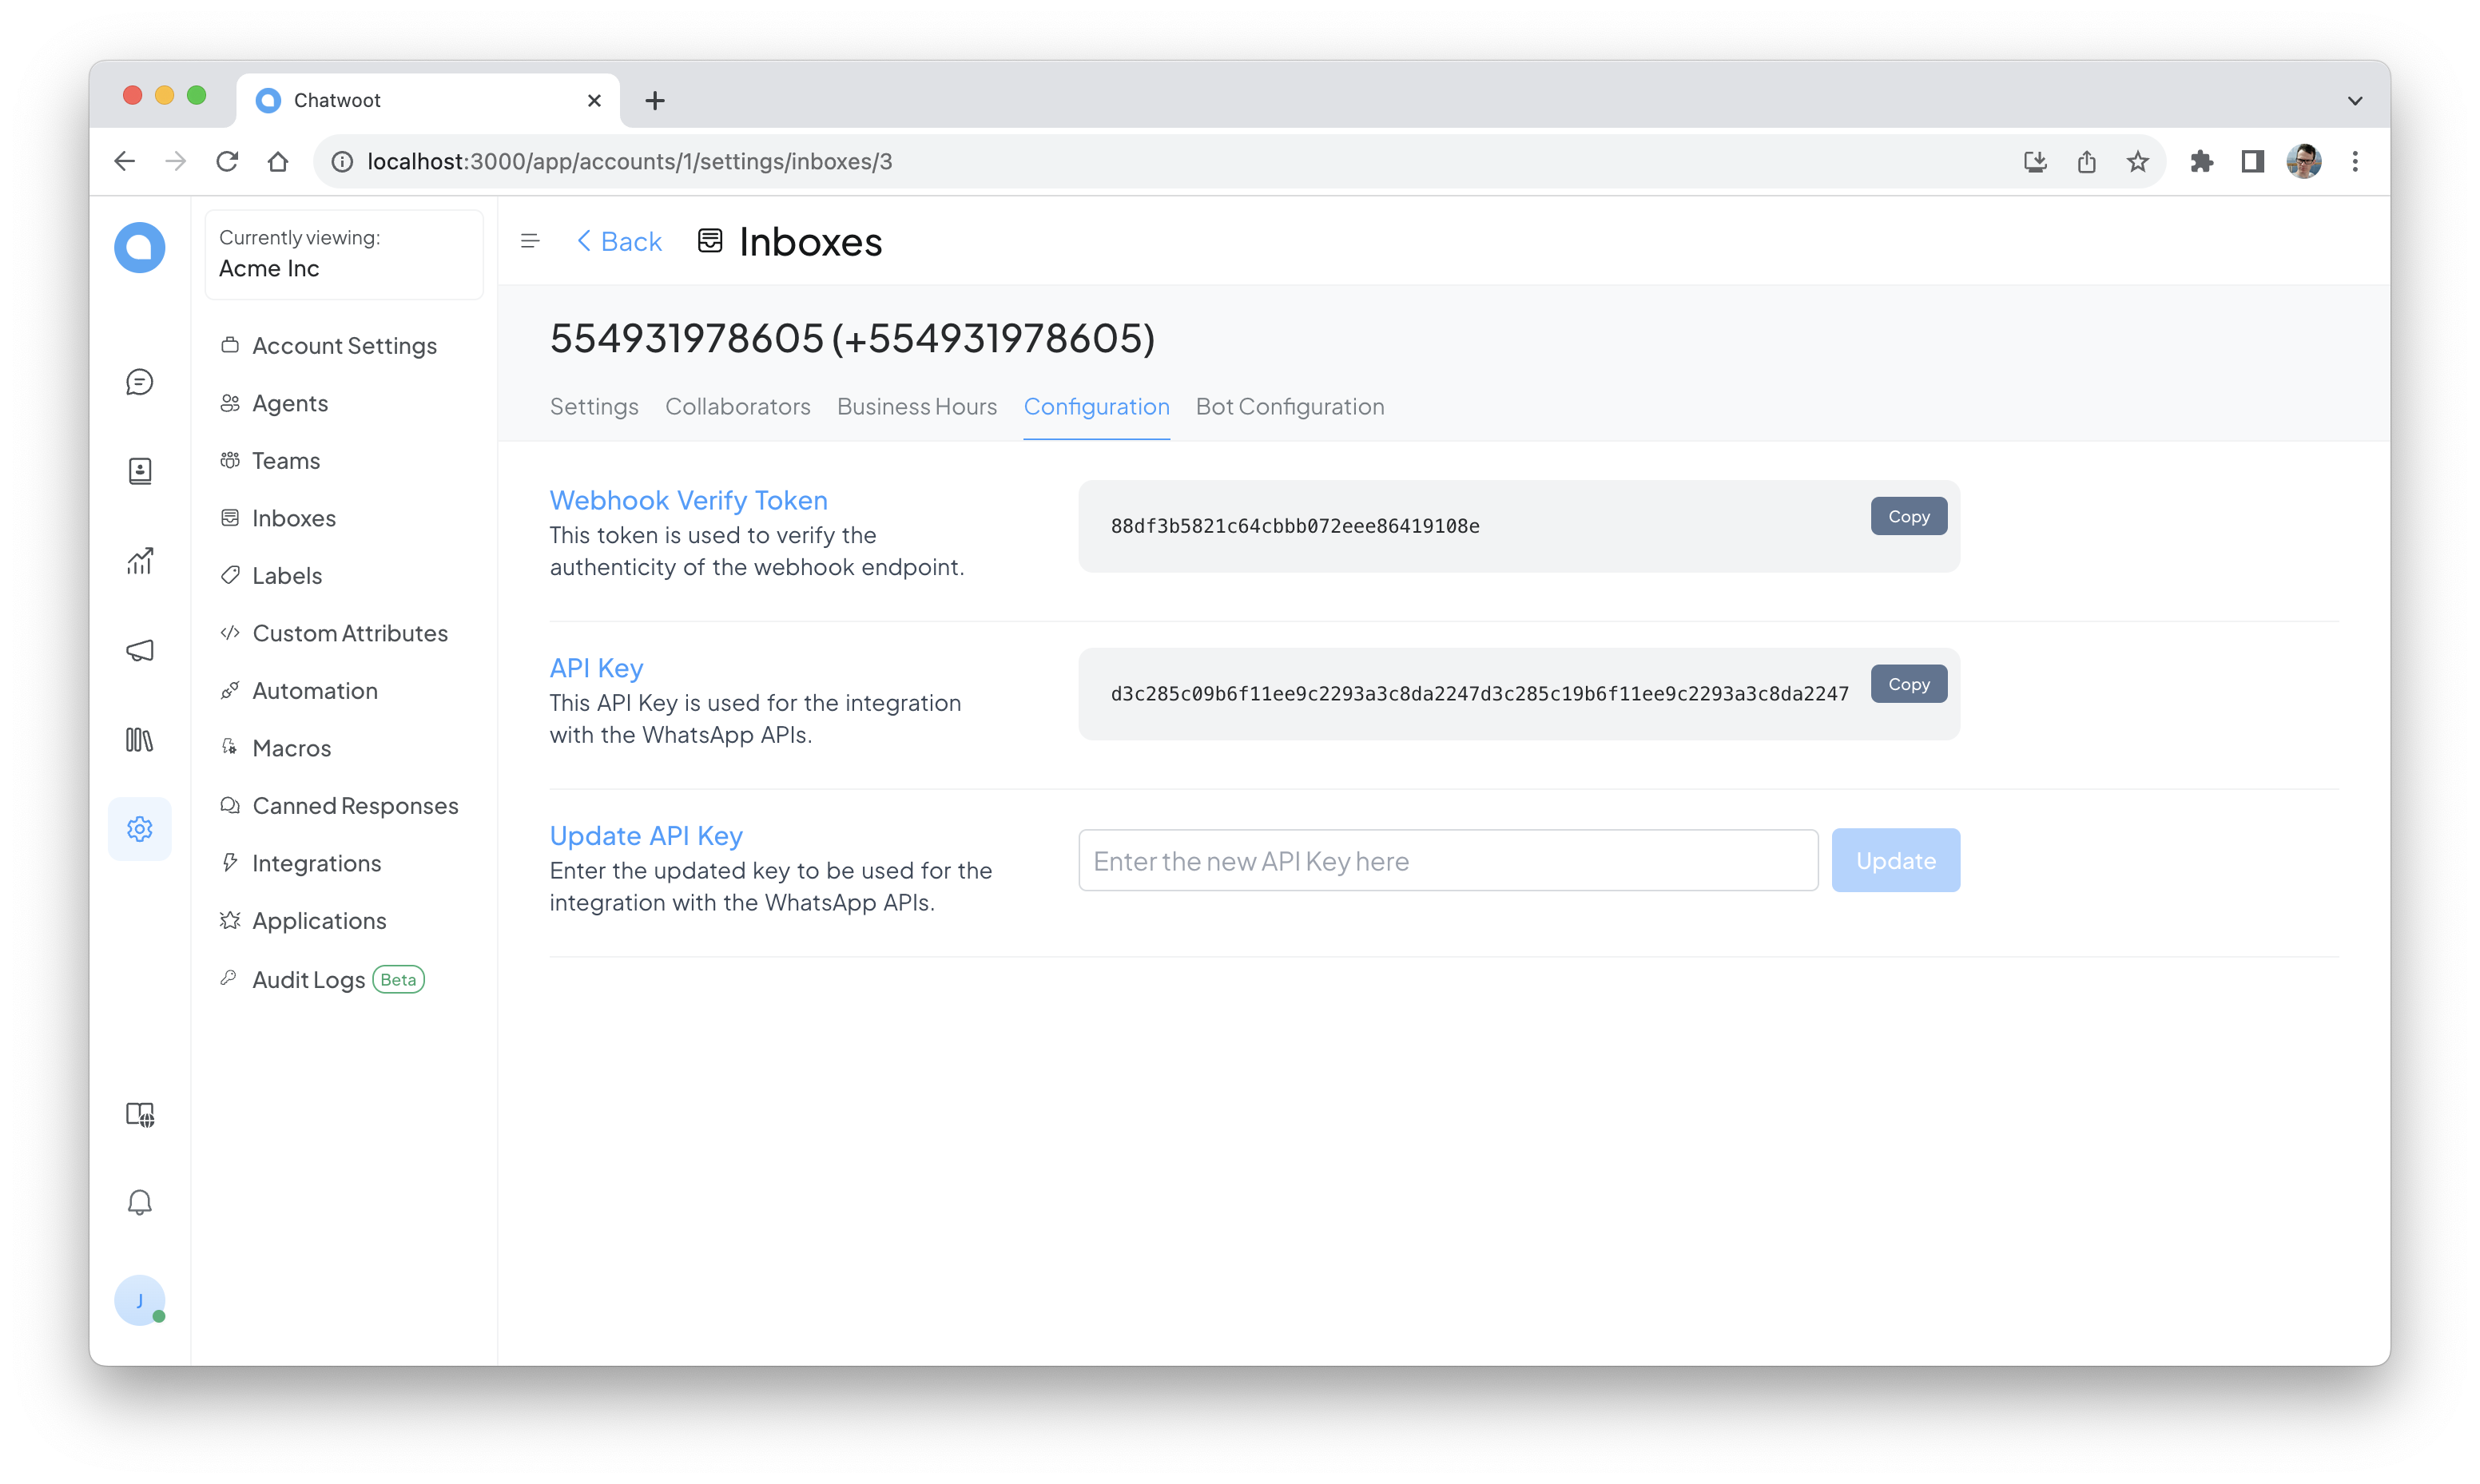 Chatwoot
localhost:3000/app/accounts/1/settings/inboxes/3
Currently viewing:
Acme Inc
Account Settings
Agents
Teams
Inboxes
Labels
Custom Attributes
Automation
Macros
Canned Responses
Integrations
Applications
Audit Logs Beta
J
Back Inboxes
554931978605 (+554931978605)
Settings Collaborators Business Hours Configuration Bot Configuration
Webhook Verify Token
This token is used to verify the
authenticity of the webhook endpoint.
88df3b5821c64cbbb072eee86419108e
Copy
API Key
This API Key is used for the integration
with the WhatsApp APIs.
d3c285c09b6f11ee9c2293a3c8da2247d3c285c19b6f11ee9c2293a3c8da2247
Copy
Update API Key
Enter the updated key to be used for the
integration with the WhatsApp APIs.
Enter the new API Key here
Update